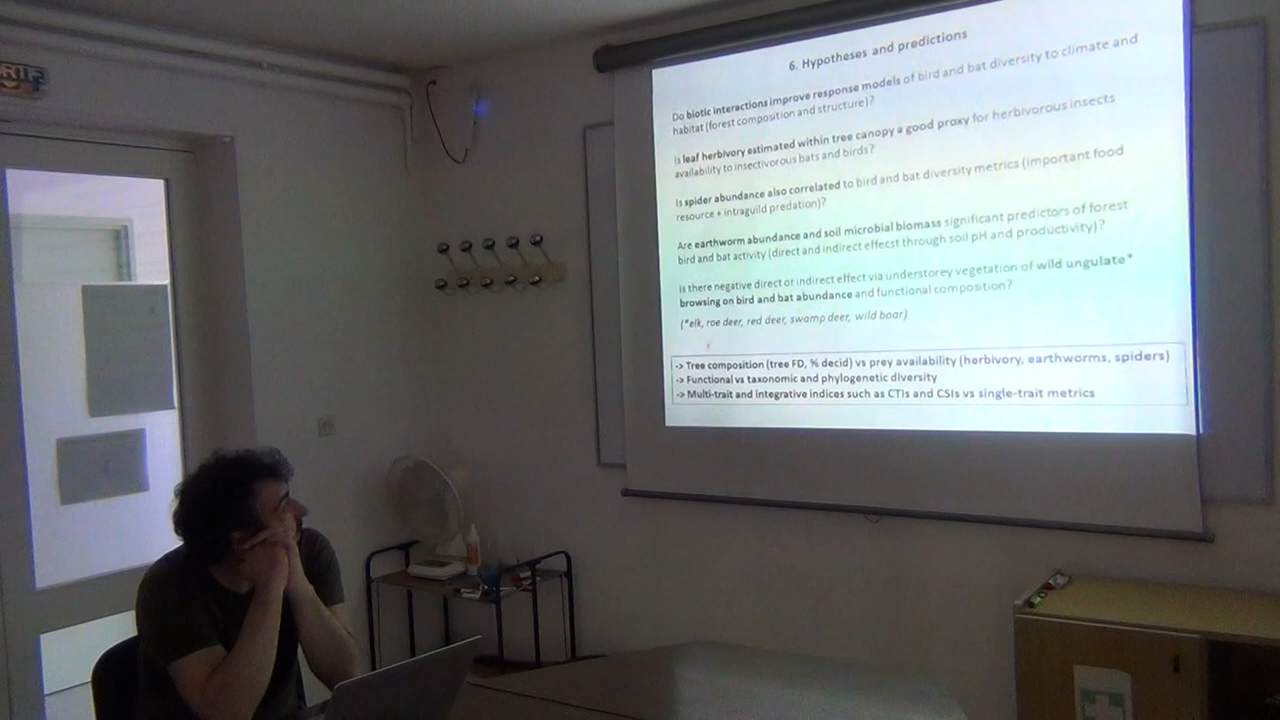 6. Hypotheses and predictions
Do biotic interactions improve response models of bird and bat diversity to climate and
habitat (forest composition and structure)?
Is leaf herbivory estimated within tree canopy a good proxy for herbivorous insects
availability to insectivorous bats and birds?
Is spider abundance also correlated to bird and bat diversity metrics (important food
resource + intraguild predation)?
Are earthworm abundance and soil microbial biomass significant predictors of forest
bird and bat activity (direct and indirect effecst through soil pH and productivity)?
Is there negative direct or indirect effect via understorey vegetation of wild ungulate*
browsing on bird and bat abundance and functional composition?
(*elk, roe deer, red deer, swamp deer, wild boar)
-> Tree composition (tree FD, % decid) vs prey availability (herbivory, earthworms, spiders)
-> Functional vs taxonomic and phylogenetic diversity
-> Multi-trait and integrative indices such as CTIs and CSIs vs single-trait metrics